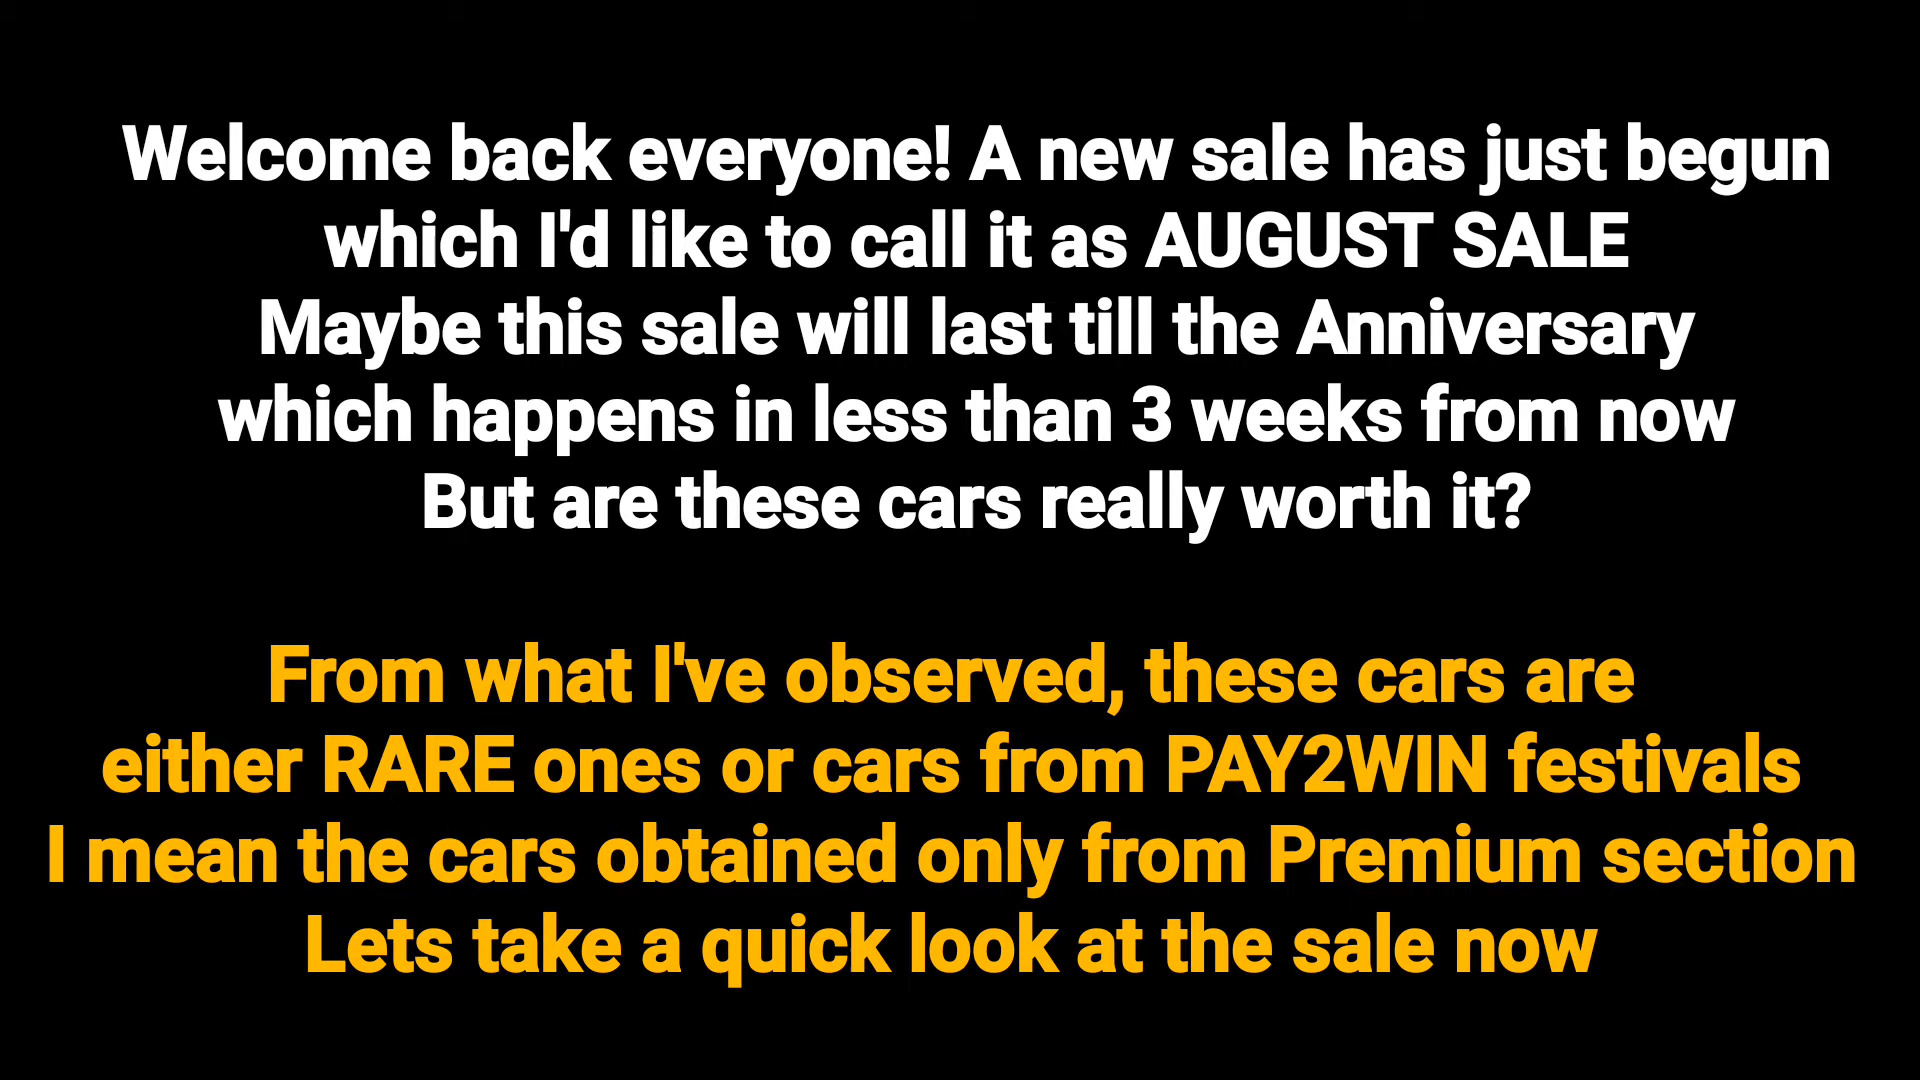 Welcome back everyone! A new sale has just begun
which I'd like to call it as AUGUST SALE
Maybe this sale will last till the Anniversary
which happens in less than 3 weeks from now
But are these cars really worth it?
From what I've observed, these cars are
either RARE ones or cars from PAY2WIN festivals
I mean the cars obtained only from Premium section
Lets take a quick look at the sale now